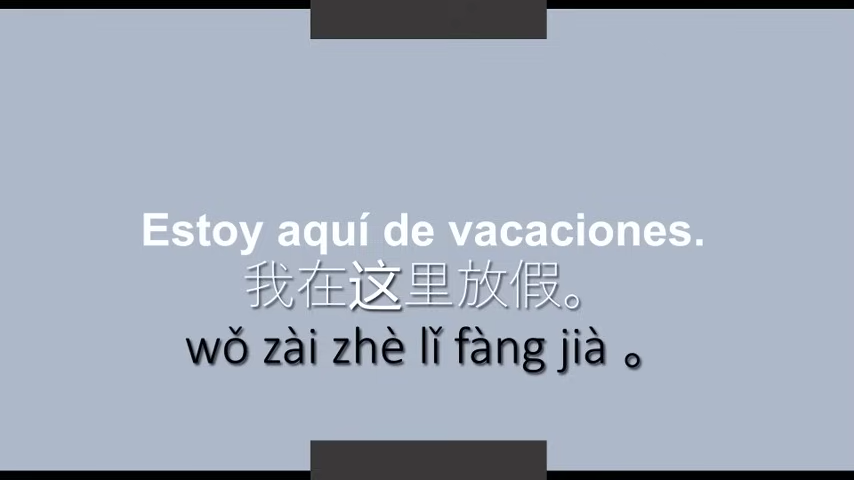 Estoy aquí de vacaciones.
我在这里放假。
wǒ zài zhè lǐ fàng jià 。